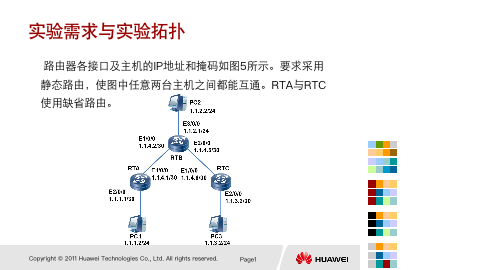 实验需求与实验拓扑
路由器各接口及主机的IP地址和掩码如图5所示。要求采用
静态路由，使图中任意两台主机之间都能互通。RTA与RTC
使用缺省路由。
PC2
1.1.2.2/24
E3/0/0
1.1.2.1/24
E1/0/0
1.1.4.2/30
E2/0/0
1.1.4.5/30
RTB
RTA
E1/0/0
1.1.4.1/30
E1/0/0
1.1.4.6/30
RTC
E2/0/0
1.1.1.1/30
E2/0/0
1.1.3.2/30
PC1
1.1.1.2/24
PC3
1.1.3.2/24
Copyright © 2011 Huawei Technologies Co., Ltd. All rights reserved.
Page1
HUAWEI